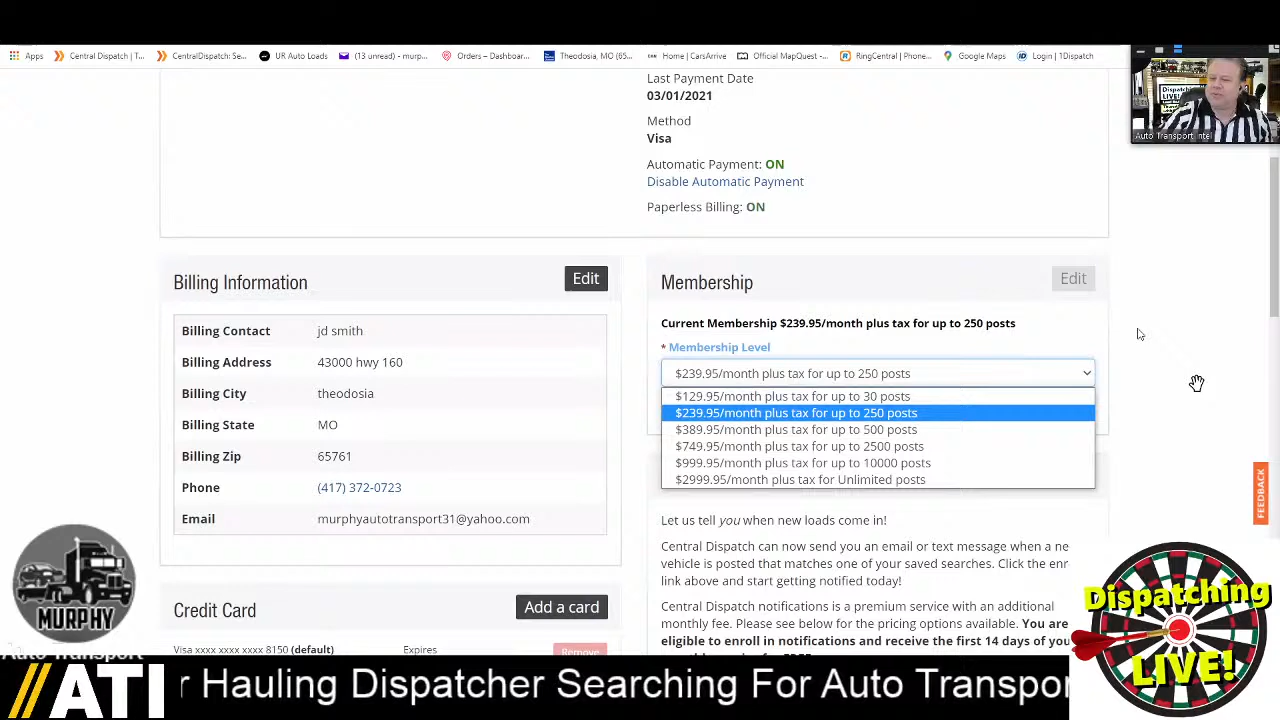 Apps
Central Dispatch | T...
CentralDispatch: Se...
UR Auto Loads
(13 unread) - murp...
Orders – Dashboar...
Theodosia, MO (65...
Home | CarsArrive
Official MapQuest -...
RingCentral | Phone...
Google Maps
Login | 1Dispatch
Last Payment Date
03/01/2021
Method
Visa
Automatic Payment: ON
Disable Automatic Payment
Paperless Billing: ON
Dispatching
LIVE!
Auto Transport Intel
Billing Information
Edit
Billing Contact jd smith
Billing Address 43000 hwy 160
Billing City theodosia
Billing State MO
Billing Zip 65761
Phone (417) 372-0723
Email murphyautotransport31@yahoo.com
Membership
Edit
Current Membership $239.95/month plus tax for up to 250 posts
* Membership Level
$239.95/month plus tax for up to 250 posts
$129.95/month plus tax for up to 30 posts
$239.95/month plus tax for up to 250 posts
$389.95/month plus tax for up to 500 posts
$749.95/month plus tax for up to 2500 posts
$999.95/month plus tax for up to 10000 posts
$2999.95/month plus tax for Unlimited posts
FEEDBACK
Let us tell you when new loads come in!
Central Dispatch can now send you an email or text message when a ne
vehicle is posted that matches one of your saved searches. Click the enr
link above and start getting notified today!
Central Dispatch notifications is a premium service with an additional
monthly fee. Please see below for the pricing options available. You are
eligible to enroll in notifications and receive the first 14 days of you
Credit Card
Add a card
Visa xxxx xxxx xxxx 8150 (default)
Expires
Remove
MURPHY
Auto Transport
//ATI
r Hauling Dispatcher Searching For Auto Transpor
Dispatching
LIVE!